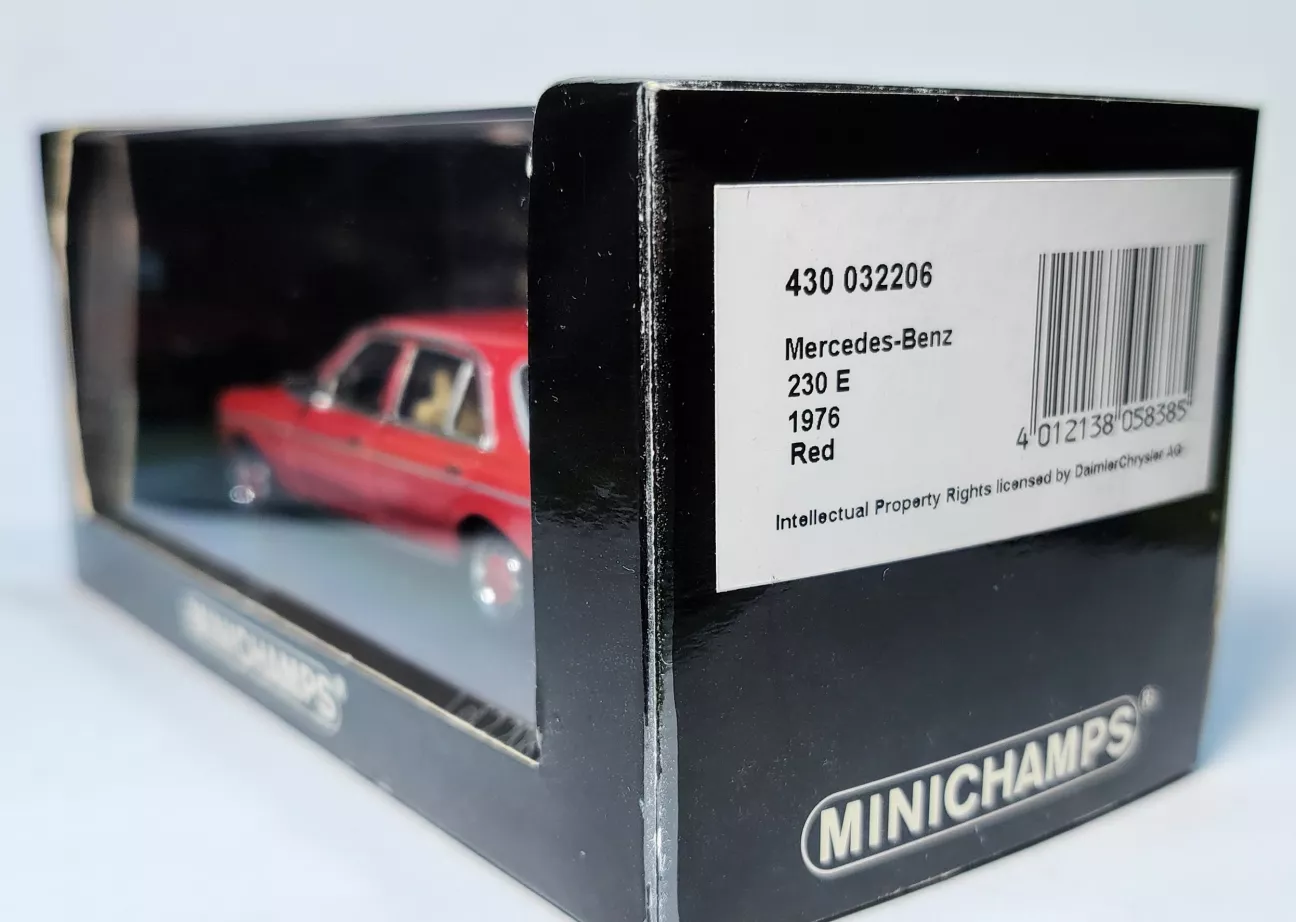 430 032206
Mercedes-Benz
230 E
1976
Red
4 012138 058385
Intellectual Property Rights licensed by DaimlerChrysler AG.
MINICHAMPS®
MINICHAMPS®